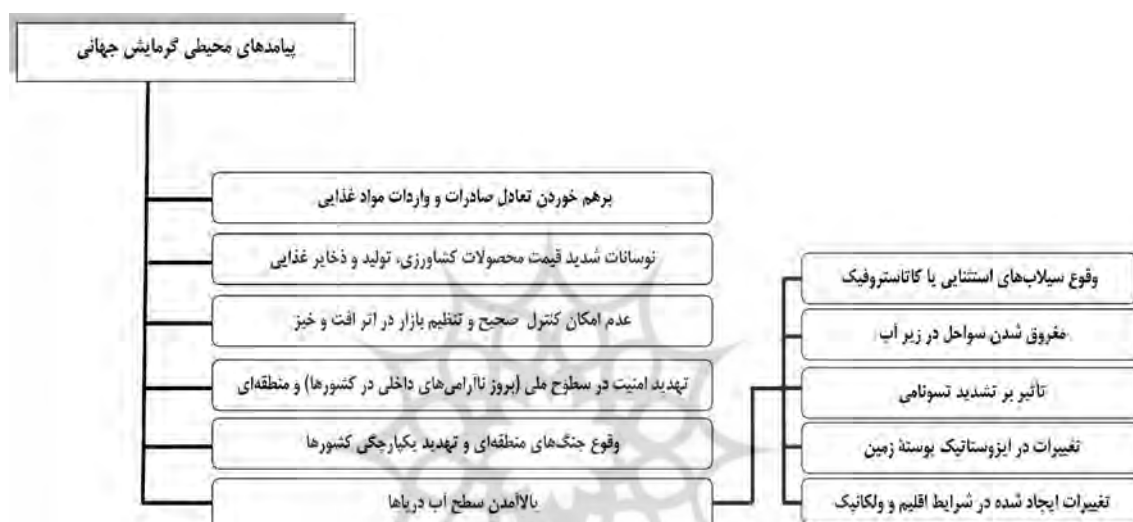 پیامدهای محیطی گرمایش جهانی
برهم خوردن تعادل صادرات و واردات مواد غذایی
نوسانات شدید قیمت محصولات کشاورزی، تولید و ذخایر غذایی
عدم امکان کنترل صحیح و تنظیم بازار در اثر افت و خیز
تهدید امنیت در سطوح ملی (بروز ناآرامی‌های داخلی در کشورها) و منطقه‌ای
وقوع جنگ‌های منطقه‌ای و تهدید یکپارچگی کشورها
بالاآمدن سطح آب دریاها
وقوع سیلاب‌های استثنایی یا کاتاستروفیک
مغروق شدن سواحل در زیر آب
تأثیر بر تشدید تسونامی
تغییرات در ایزوستاتیک پوستهٔ زمین
تغییرات ایجاد شده در شرایط اقلیم و ولکانیک